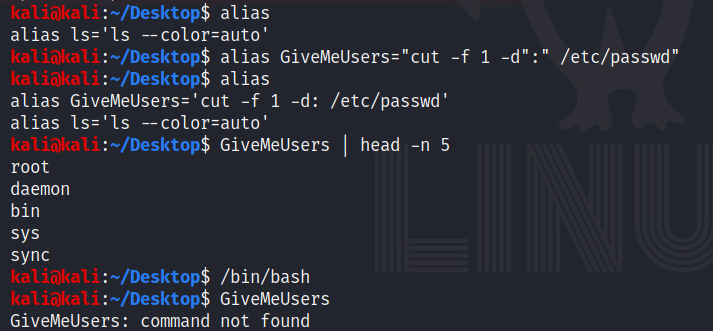 kali@kali:~/Desktop$ alias
alias ls='ls --color=auto'
kali@kali:~/Desktop$ alias GiveMeUsers="cut -f 1 -d":" /etc/passwd"
kali@kali:~/Desktop$ alias
alias GiveMeUsers='cut -f 1 -d: /etc/passwd'
alias ls='ls --color=auto'
kali@kali:~/Desktop$ GiveMeUsers | head -n 5
root
daemon
bin
sys
sync
kali@kali:~/Desktop$ /bin/bash
kali@kali:~/Desktop$ GiveMeUsers
GiveMeUsers: command not found
LINU